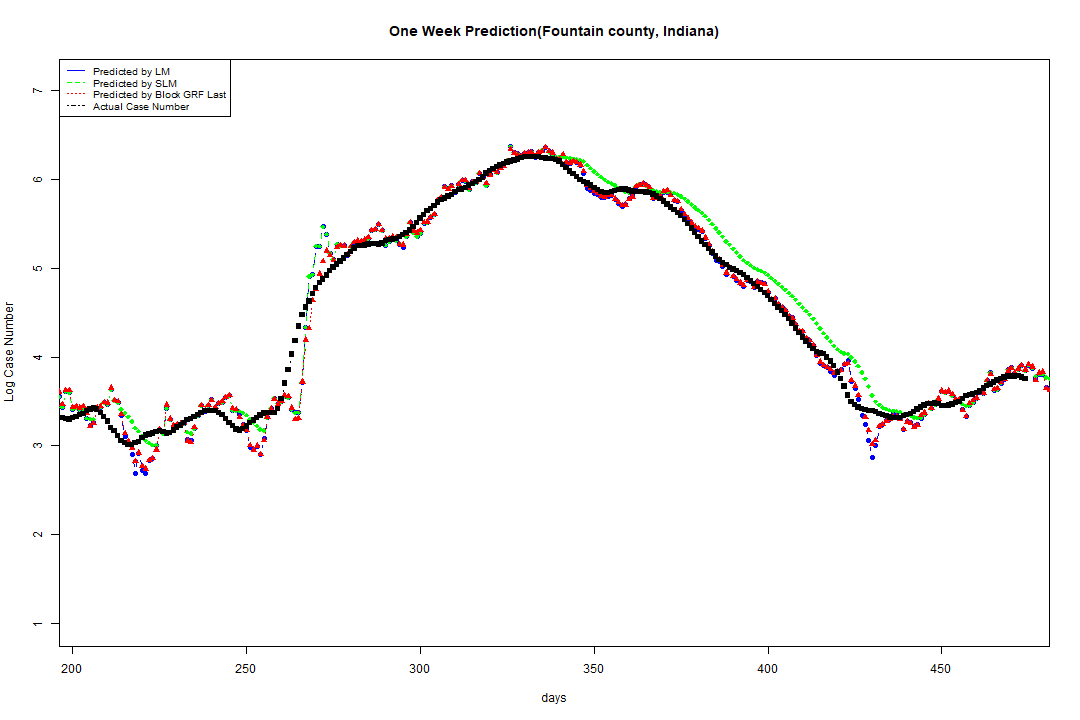 One Week Prediction(Fountain county, Indiana)
Predicted by LM
Predicted by SLM
Predicted by Block GRF Last
Actual Case Number
7
6
5
4
3
2
1
Log Case Number
200 250 300 350 400 450
days